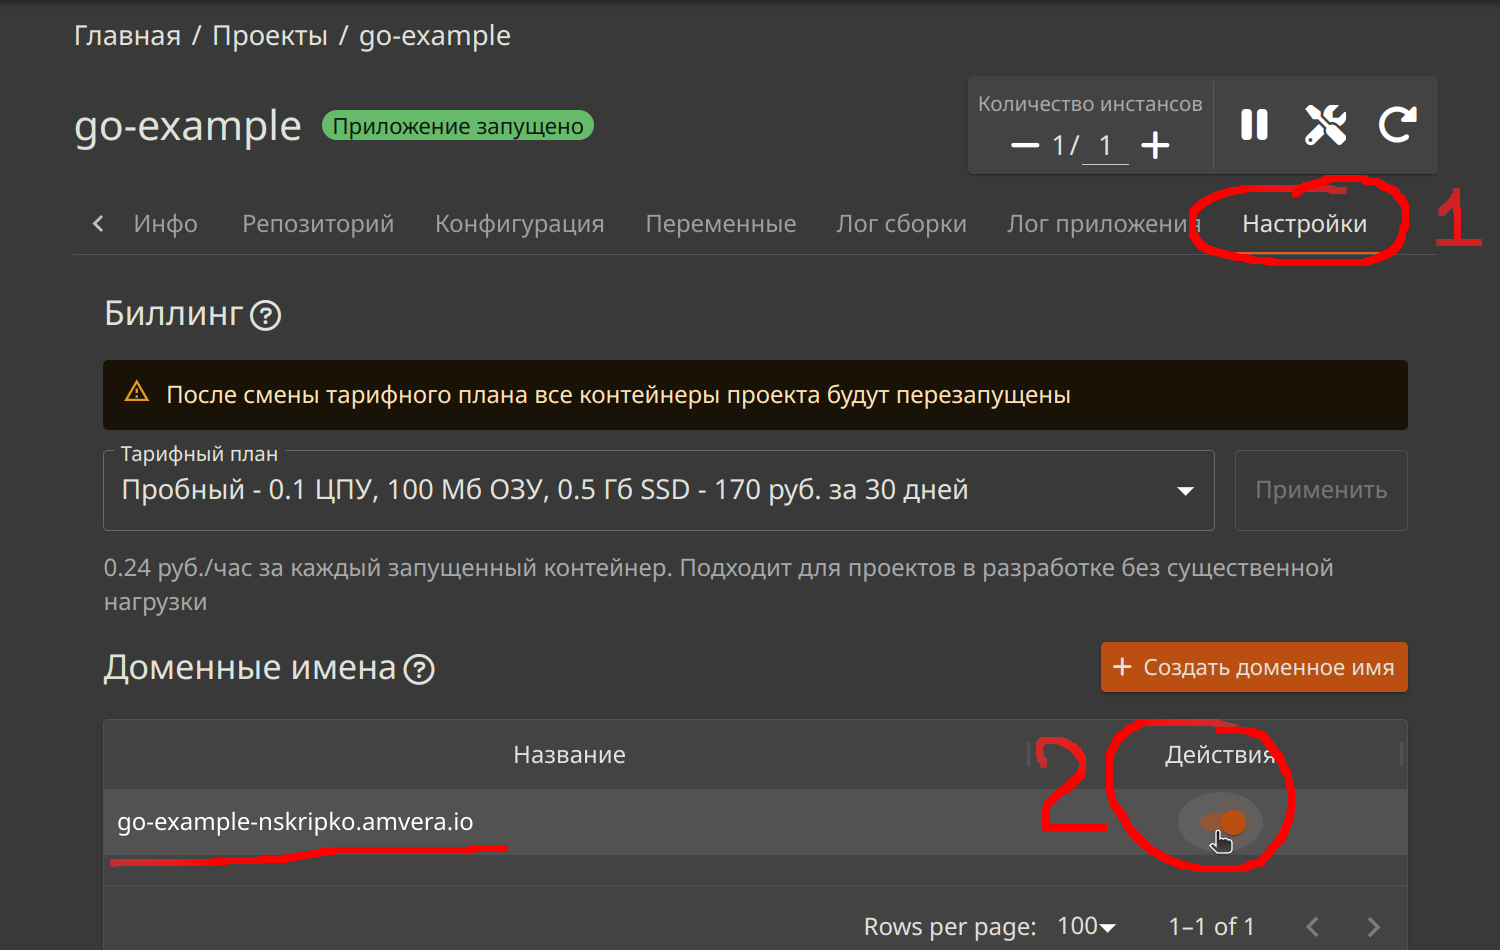 Главная / Проекты / go-example
go-example
Приложение запущено
Количество инстансов
1 / 1
Инфо Репозиторий Конфигурация Переменные Лог сборки Лог приложения Настройки
1
Биллинг
После смены тарифного плана все контейнеры проекта будут перезапущены
Тарифный план
Пробный - 0.1 ЦПУ, 100 Мб ОЗУ, 0.5 Гб SSD - 170 руб. за 30 дней
Применить
0.24 руб./час за каждый запущенный контейнер. Подходит для проектов в разработке без существенной
нагрузки
Доменные имена
+ Создать доменное имя
Название
Действия
2
go-example-nskripko.amvera.io
Rows per page: 100 1–1 of 1